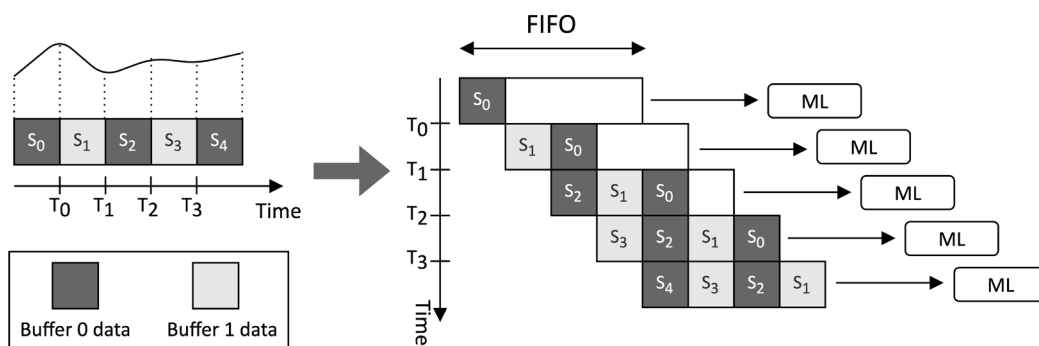 FIFO
S0 S1 S2 S3 S4
T0 T1 T2 T3
Time
Buffer 0 data Buffer 1 data
S0 ML
T0
S1 S0 ML
T1
S2 S1 S0 ML
T2
S3 S2 S1 S0 ML
T3
S4 S3 S2 S1 ML
Time